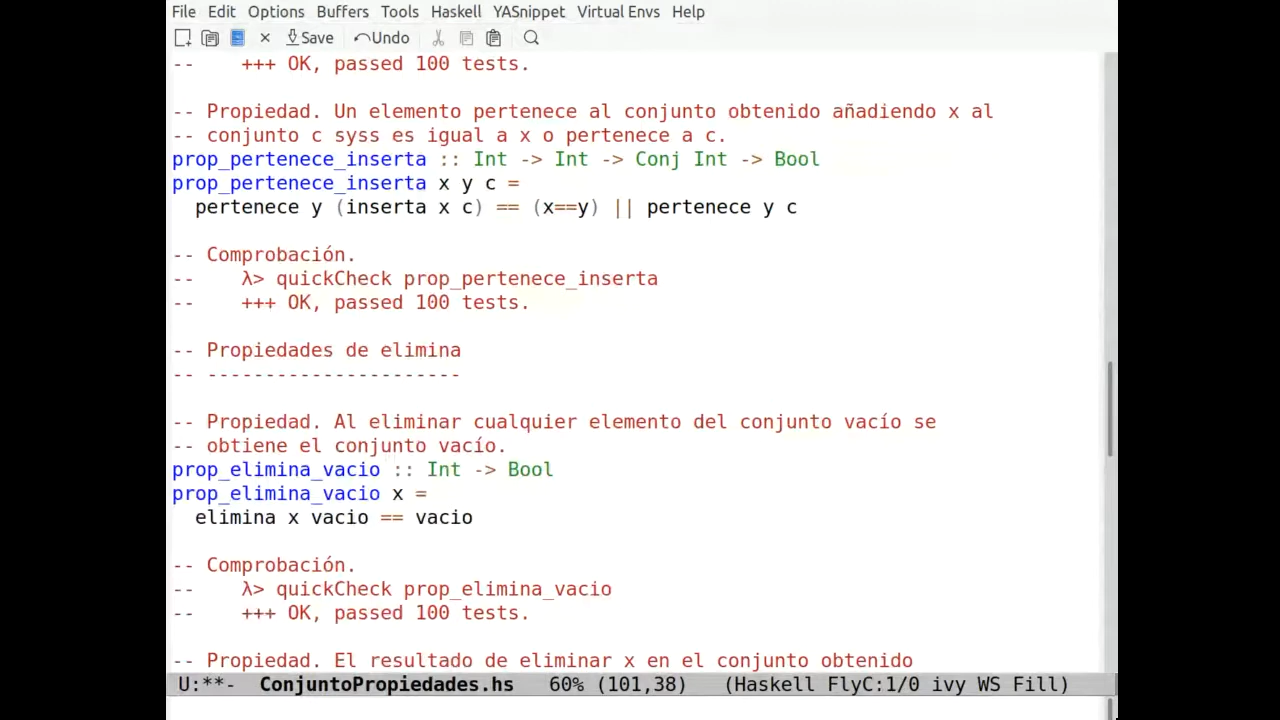 File Edit Options Buffers Tools Haskell YASnippet Virtual Envs Help
Save Undo
--    +++ OK, passed 100 tests.
-- Propiedad. Un elemento pertenece al conjunto obtenido añadiendo x al
-- conjunto c syss es igual a x o pertenece a c.
prop_pertenece_inserta :: Int -> Int -> Conj Int -> Bool
prop_pertenece_inserta x y c =
  pertenece y (inserta x c) == (x==y) || pertenece y c
-- Comprobación.
--    λ> quickCheck prop_pertenece_inserta
--    +++ OK, passed 100 tests.
-- Propiedades de elimina
-- ----------------------
-- Propiedad. Al eliminar cualquier elemento del conjunto vacío se
-- obtiene el conjunto vacío.
prop_elimina_vacio :: Int -> Bool
prop_elimina_vacio x =
  elimina x vacio == vacio
-- Comprobación.
--    λ> quickCheck prop_elimina_vacio
--    +++ OK, passed 100 tests.
-- Propiedad. El resultado de eliminar x en el conjunto obtenido
U:**-  ConjuntoPropiedades.hs   60% (101,38)   (Haskell FlyC:1/0 ivy WS Fill)